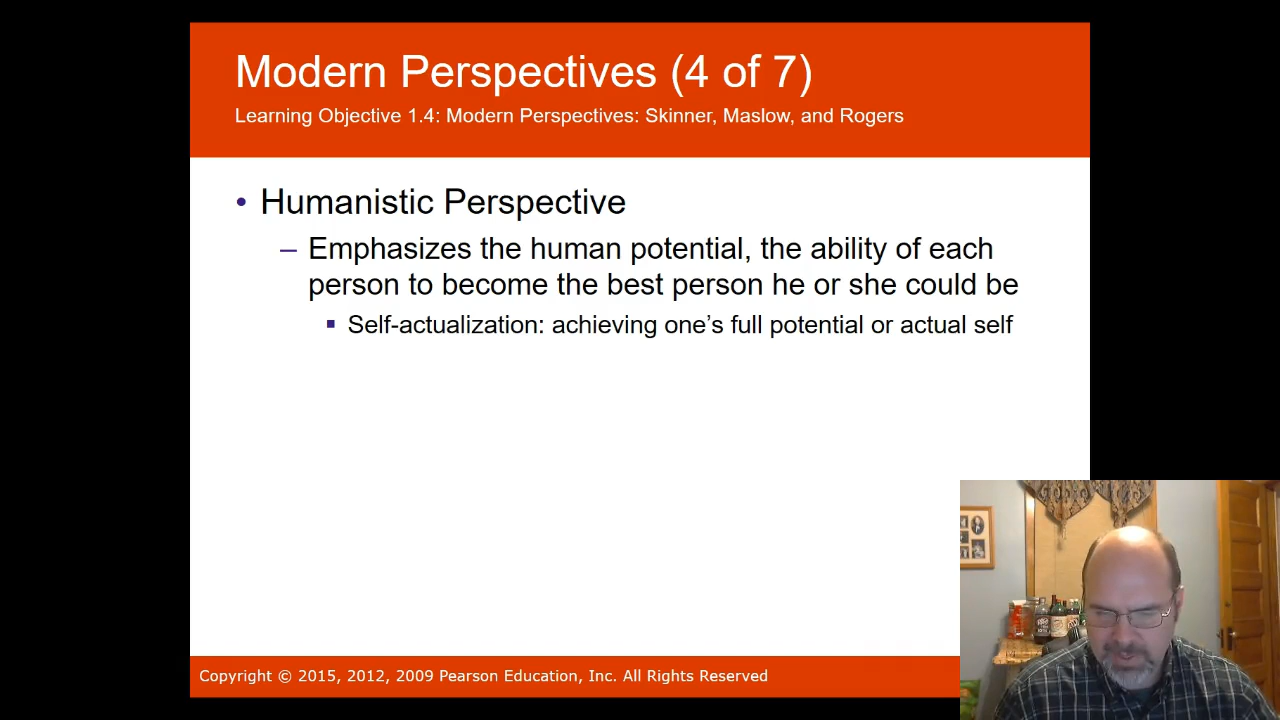 Modern Perspectives (4 of 7)
Learning Objective 1.4: Modern Perspectives: Skinner, Maslow, and Rogers
• Humanistic Perspective
– Emphasizes the human potential, the ability of each
person to become the best person he or she could be
▪ Self-actualization: achieving one’s full potential or actual self
Copyright © 2015, 2012, 2009 Pearson Education, Inc. All Rights Reserved